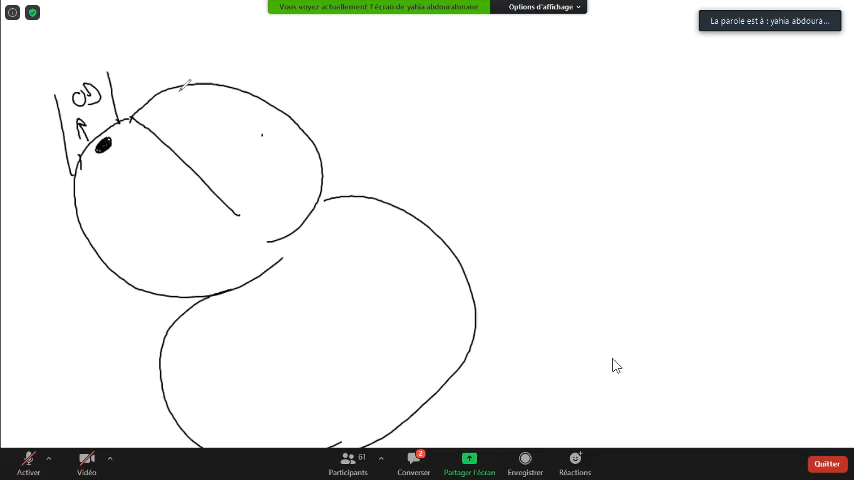 Vous voyez actuellement l'écran de yahia abdourahmane
Options d'affichage
La parole est à : yahia abdoura...
OD
Activer
Vidéo
61
Participants
2
Converser
Partager l'écran
Enregistrer
Réactions
Quitter